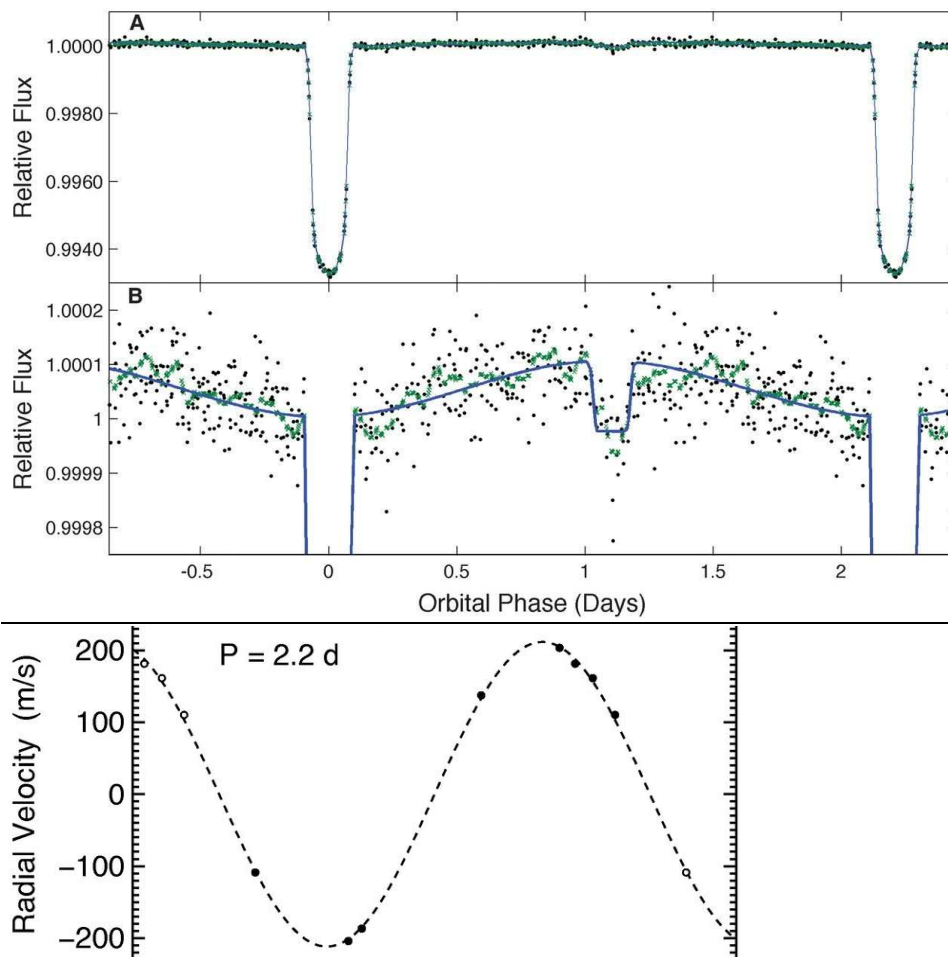 A
1.0000
0.9980
0.9960
0.9940
Relative Flux
B
1.0002
1.0001
1
0.9999
0.9998
Relative Flux
-0.5 0 0.5 1 1.5 2
Orbital Phase (Days)
P = 2.2 d
200
100
0
−100
−200
Radial Velocity (m/s)